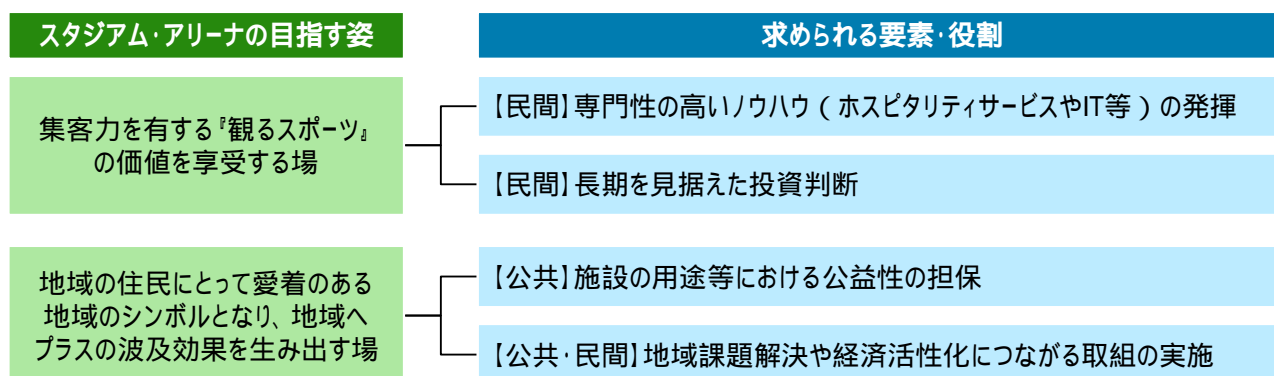 スタジアム・アリーナの目指す姿
求められる要素・役割
集客力を有する『観るスポーツ』
の価値を享受する場
【民間】専門性の高いノウハウ(ホスピタリティサービスやIT等)の発揮
【民間】長期を見据えた投資判断
地域の住民にとって愛着のある
地域のシンボルとなり、地域へ
プラスの波及効果を生み出す場
【公共】施設の用途等における公益性の担保
【公共・民間】地域課題解決や経済活性化につながる取組の実施